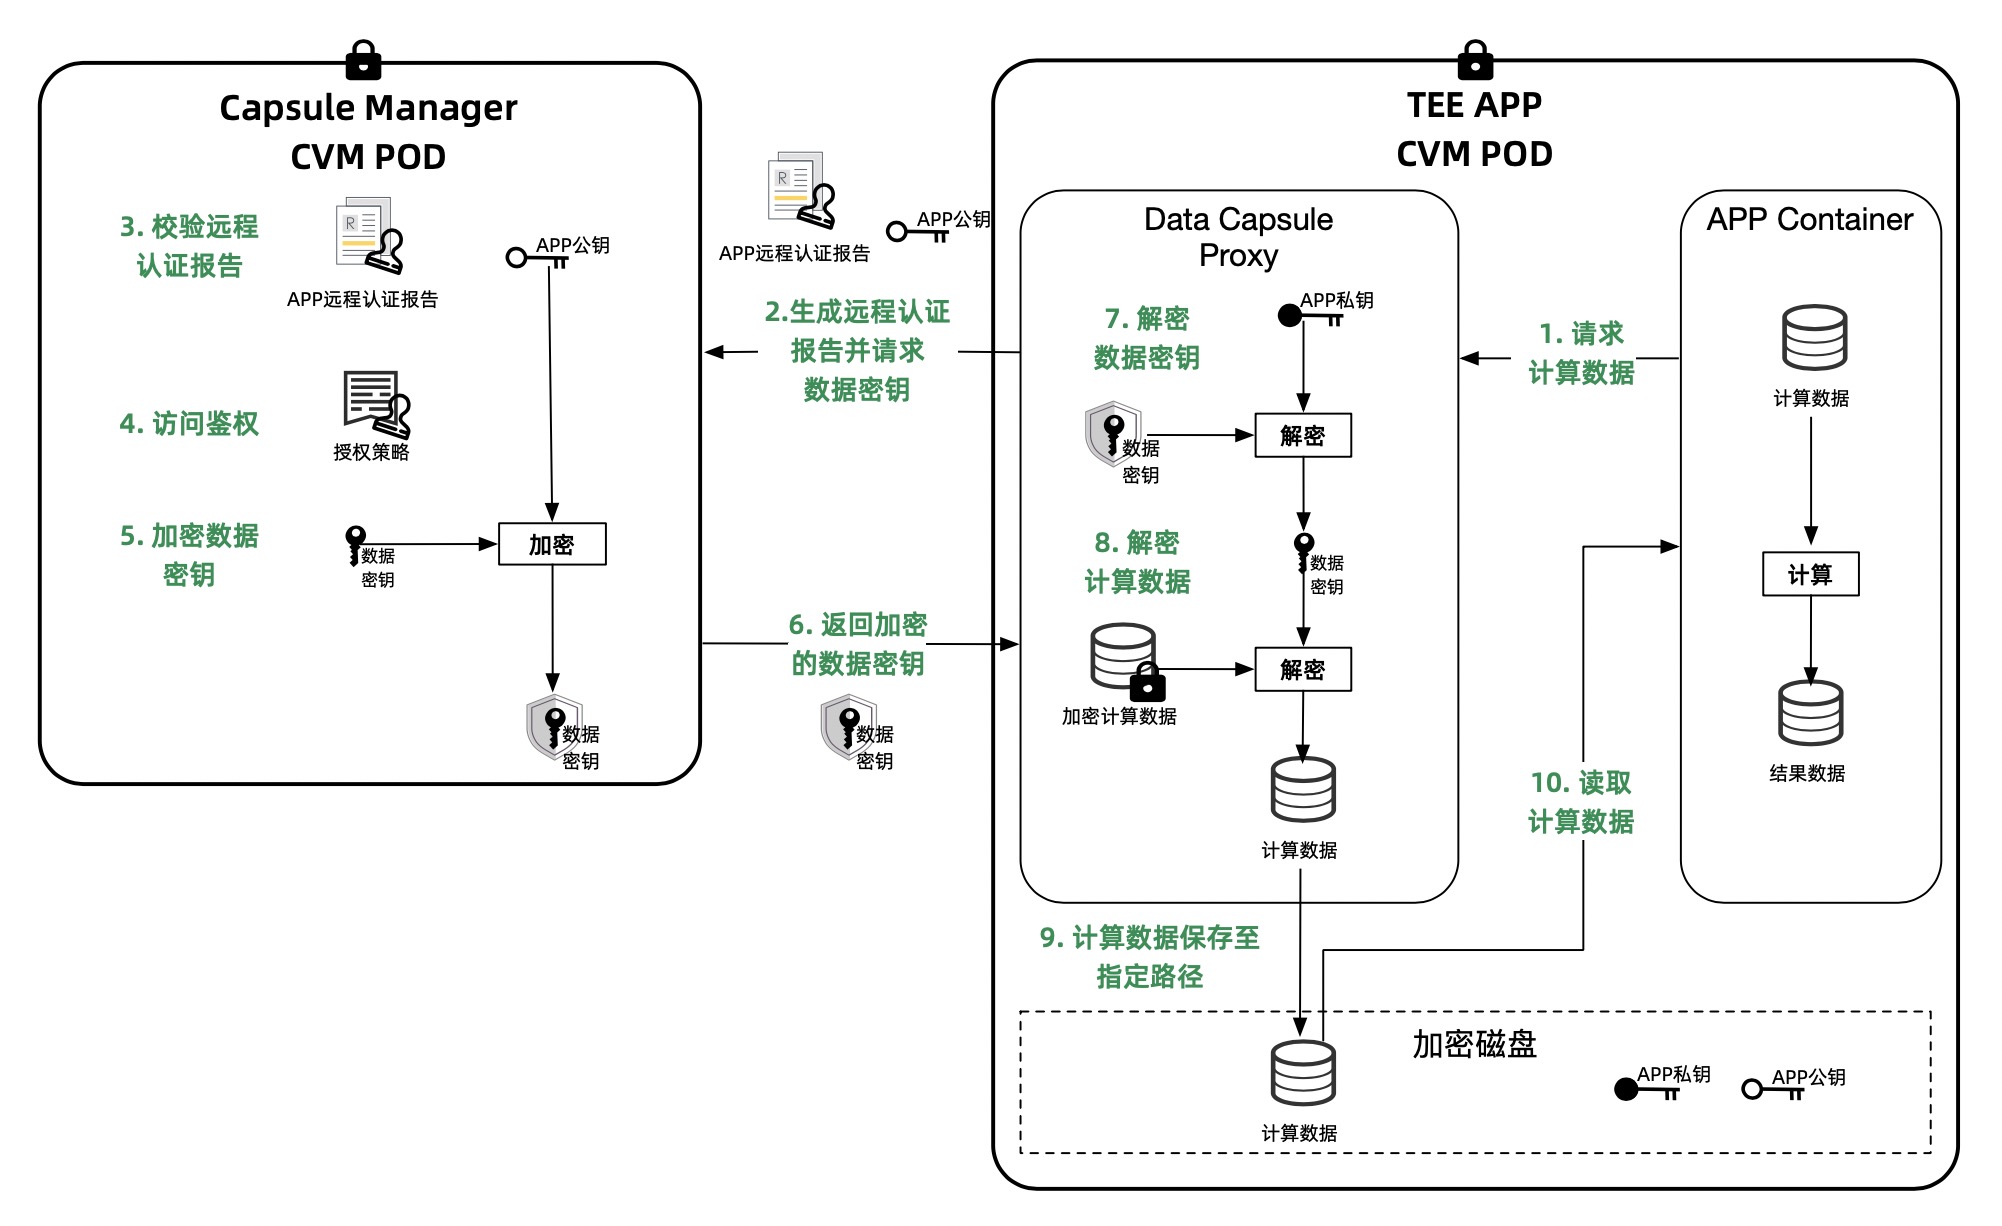 Capsule Manager
CVM POD
3. 校验远程
认证报告
APP远程认证报告
APP公钥
4. 访问鉴权
授权策略
5. 加密数据
密钥
数据
密钥
加密
数据
密钥
APP远程认证报告
APP公钥
2.生成远程认证
报告并请求
数据密钥
6. 返回加密
的数据密钥
数据
密钥
TEE APP
CVM POD
Data Capsule
Proxy
7. 解密
数据密钥
APP私钥
数据
密钥
解密
8. 解密
计算数据
数据
密钥
加密计算数据
解密
计算数据
1. 请求
计算数据
APP Container
计算数据
计算
结果数据
10. 读取
计算数据
9. 计算数据保存至
指定路径
加密磁盘
计算数据
APP私钥
APP公钥